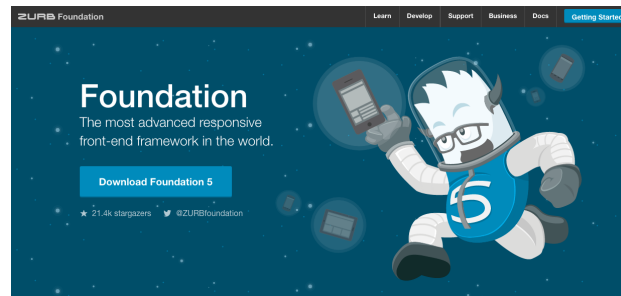 ZURB Foundation
Learn Develop Support Business Docs Getting Started
Foundation
The most advanced responsive
front-end framework in the world.
Download Foundation 5
21.4k stargazers @ZURBfoundation
5